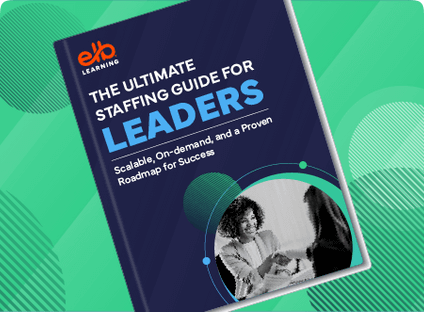 elb
LEARNING
THE ULTIMATE
STAFFING GUIDE FOR
LEADERS
Scalable, On-demand, and a Proven
Roadmap for Success